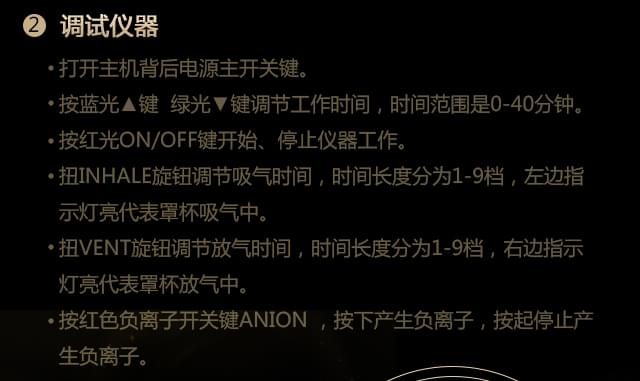 2 调试仪器
•打开主机背后电源主开关键。
•按蓝光▲键 绿光▼键调节工作时间，时间范围是0-40分钟。
•按红光ON/OFF键开始、停止仪器工作。
•扭INHALE旋钮调节吸气时间，时间长度分为1-9档，左边指
示灯亮代表罩杯吸气中。
•扭VENT旋钮调节放气时间，时间长度分为1-9档，右边指示
灯亮代表罩杯放气中。
•按红色负离子开关键ANION ，按下产生负离子，按起停止产
生负离子。